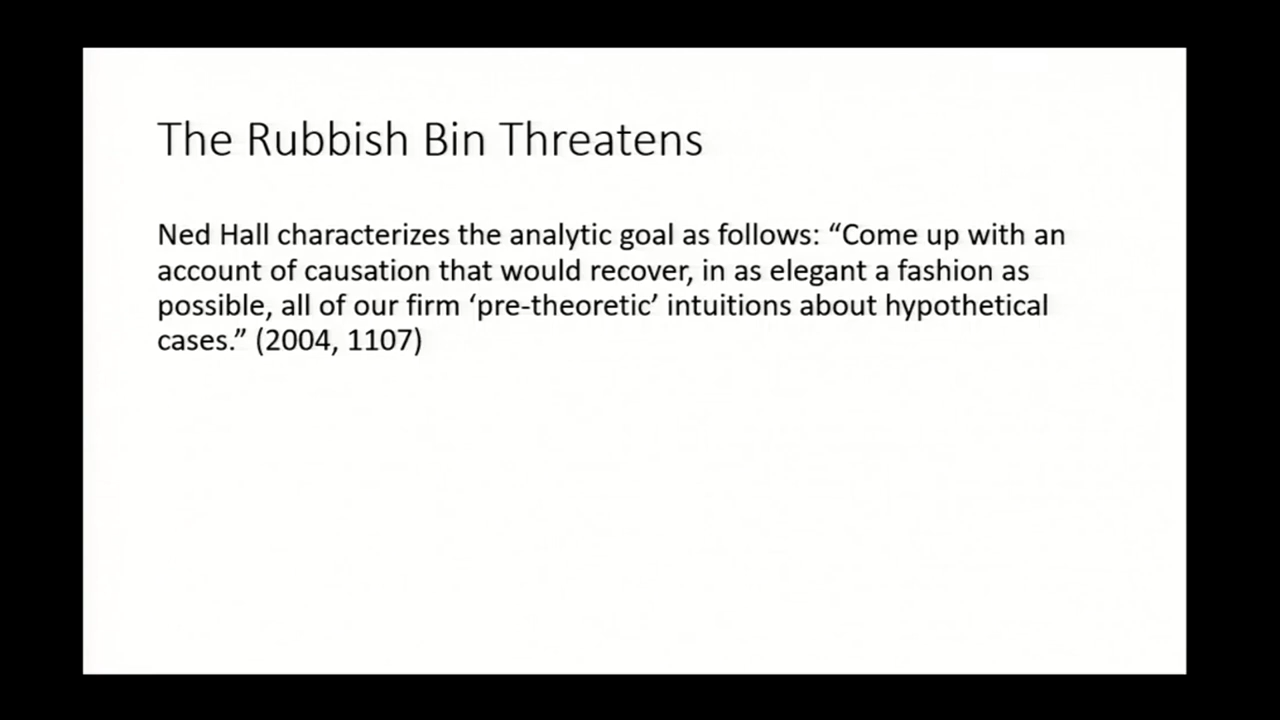 The Rubbish Bin Threatens
Ned Hall characterizes the analytic goal as follows: “Come up with an
account of causation that would recover, in as elegant a fashion as
possible, all of our firm ‘pre-theoretic’ intuitions about hypothetical
cases.” (2004, 1107)